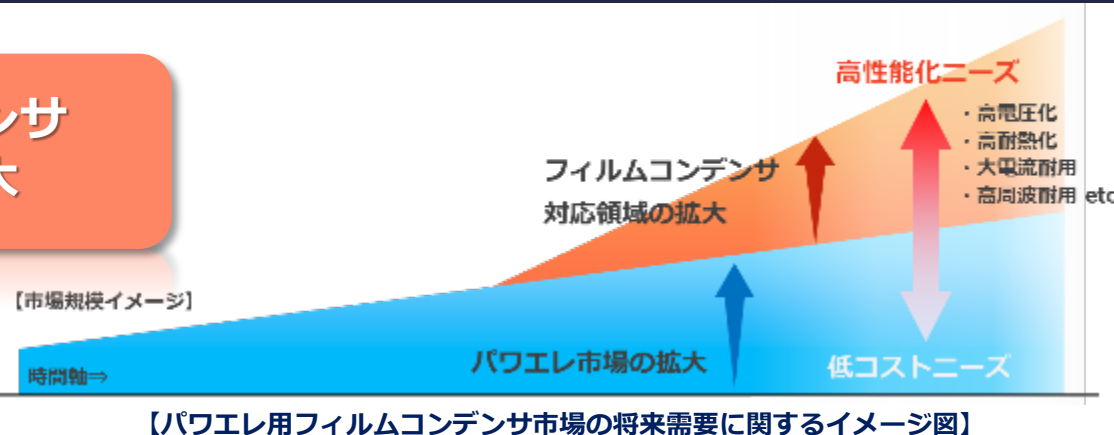 ンサ
大
高性能化ニーズ
・高電圧化
・高耐熱化
・大電流耐用
・高周波耐用 etc
フィルムコンデンサ
対応領域の拡大
【市場規模イメージ】
パワエレ市場の拡大
低コストニーズ
時間軸⇒
【パワエレ用フィルムコンデンサ市場の将来需要に関するイメージ図】